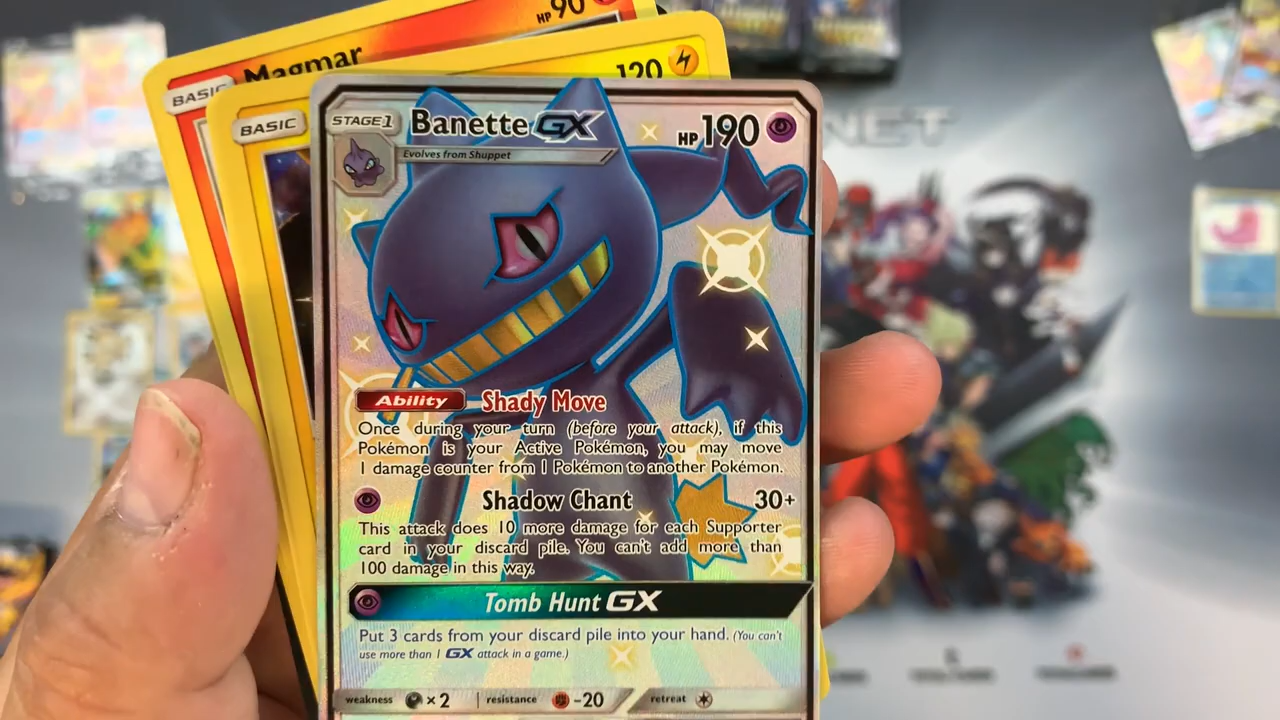 HP 90
BASIC Magmar
120
BASIC
STAGE1 Banette GX HP 190
Evolves from Shuppet
Ability Shady Move
Once during your turn (before your attack), if this
Pokémon is your Active Pokémon, you may move
1 damage counter from 1 Pokémon to another Pokémon.
Shadow Chant 30+
This attack does 10 more damage for each Supporter
card in your discard pile. You can't add more than
100 damage in this way.
Tomb Hunt GX
Put 3 cards from your discard pile into your hand. (You can't
use more than 1 GX attack in a game.)
weakness ×2 resistance -20 retreat
NET